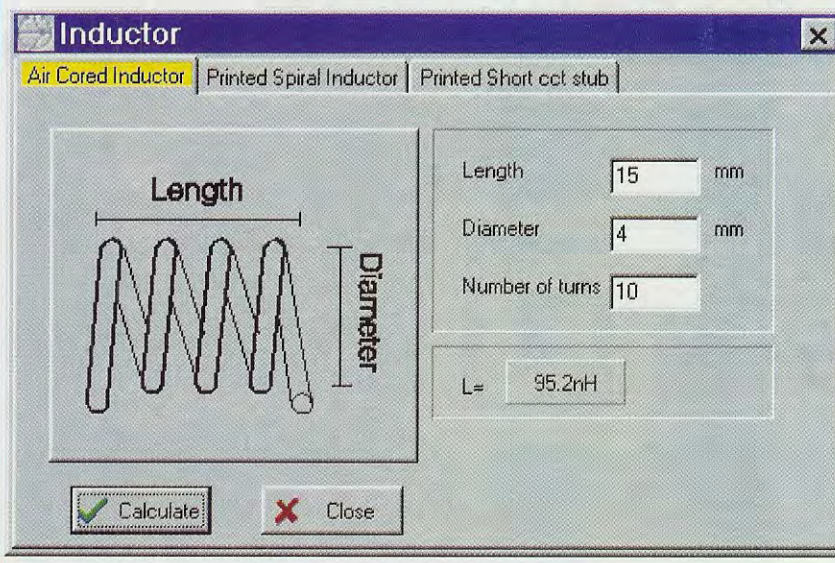 Inductor
Air Cored Inductor
Printed Spiral Inductor
Printed Short cct stub
Length
Diameter
Length 15 mm
Diameter 4 mm
Number of turns 10
L= 95.2nH
Calculate
Close